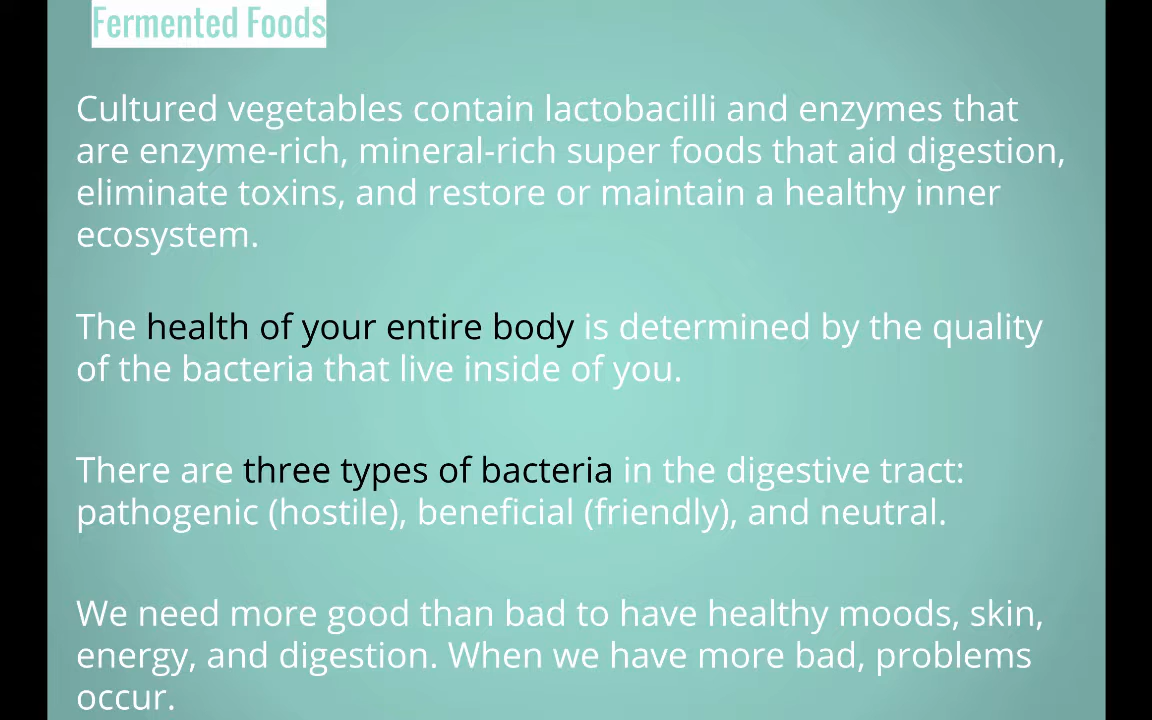 Fermented Foods
Cultured vegetables contain lactobacilli and enzymes that
are enzyme-rich, mineral-rich super foods that aid digestion,
eliminate toxins, and restore or maintain a healthy inner
ecosystem.
The health of your entire body is determined by the quality
of the bacteria that live inside of you.
There are three types of bacteria in the digestive tract:
pathogenic (hostile), beneficial (friendly), and neutral.
We need more good than bad to have healthy moods, skin,
energy, and digestion. When we have more bad, problems
occur.